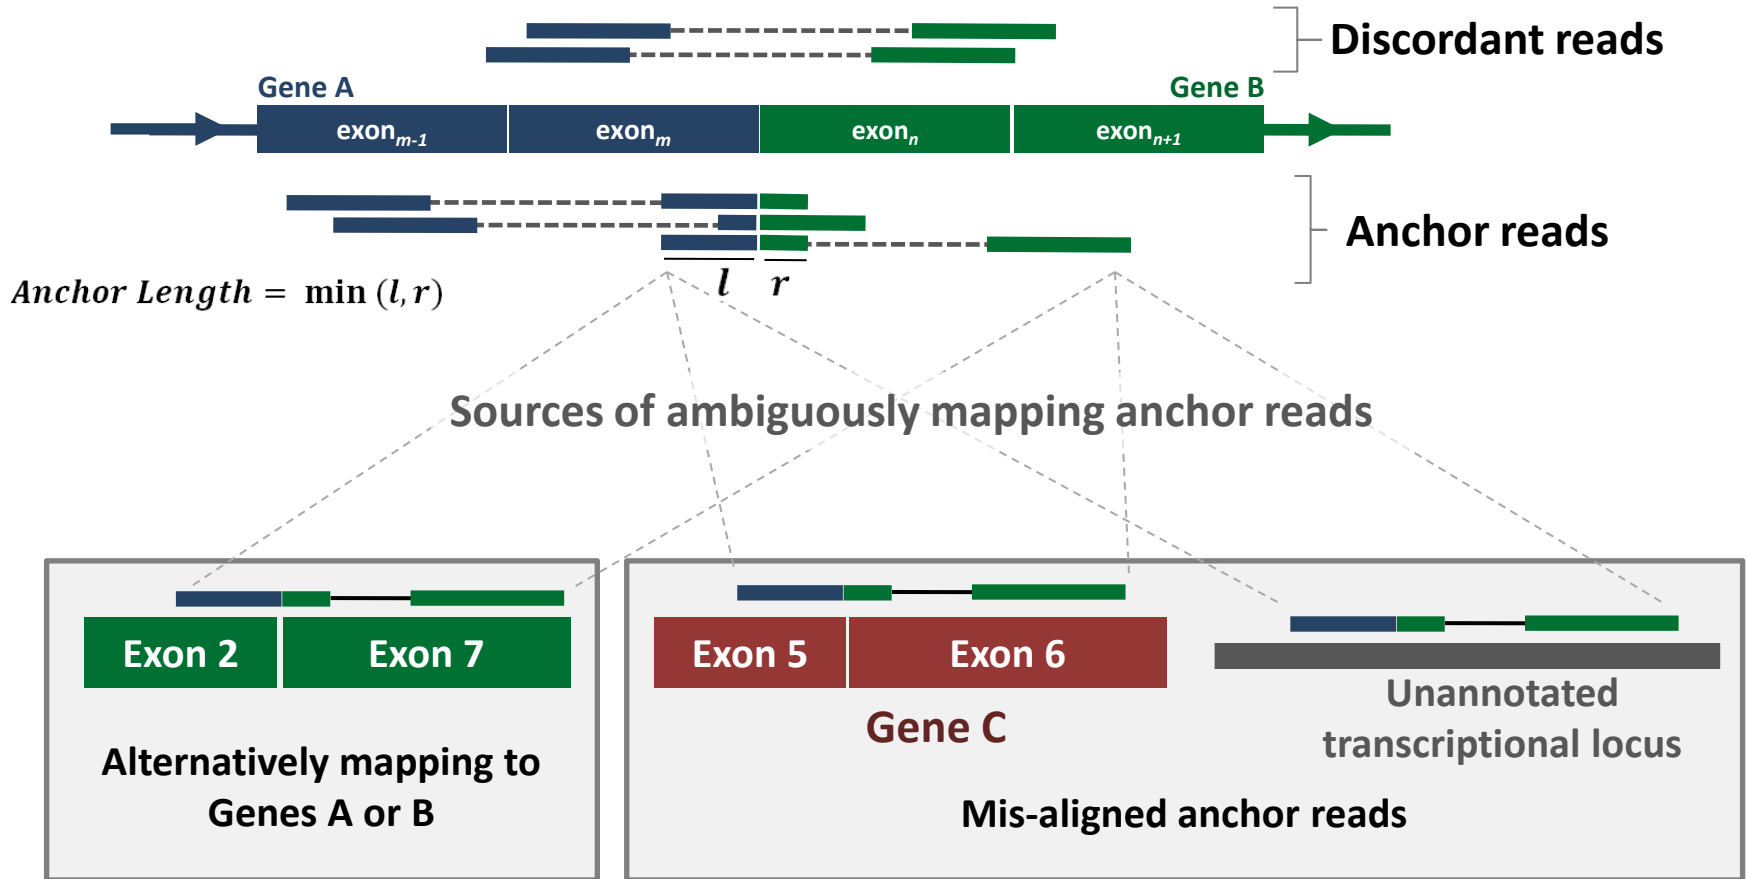 Discordant reads
Gene A
Gene B
exonm-1
exonm
exonn
exonn+1
Anchor reads
l
r
Anchor Length = min (l,r)
Sources of ambiguously mapping anchor reads
Exon 2
Exon 7
Alternatively mapping to
Genes A or B
Exon 5
Exon 6
Gene C
Unannotated
transcriptional locus
Mis-aligned anchor reads